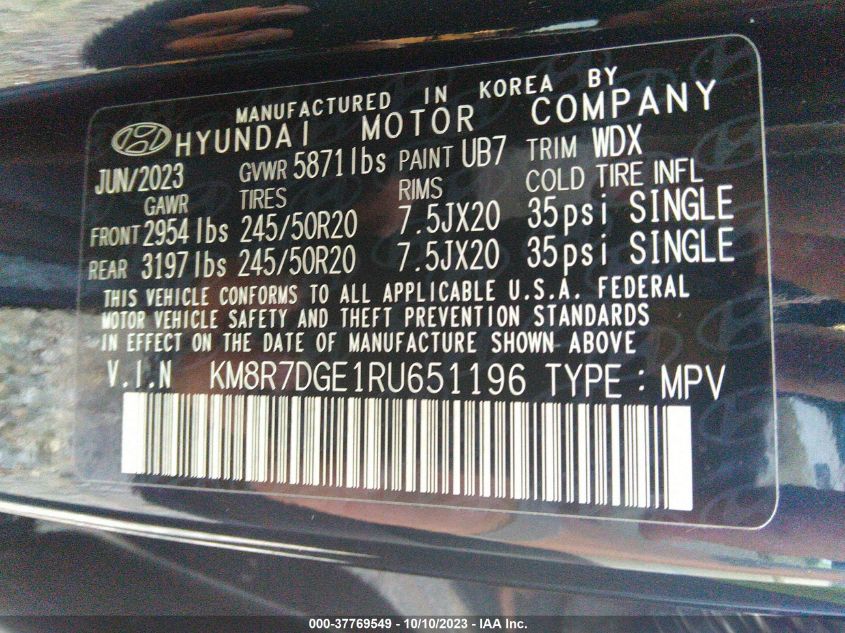 MANUFACTURED IN KOREA BY
HYUNDAI MOTOR COMPANY
JUN/2023 GVWR 5871lbs PAINT UB7 TRIM WDX
GAWR TIRES RIMS COLD TIRE INFL
FRONT 2954 lbs 245/50R20 7.5JX20 35psi SINGLE
REAR 3197 lbs 245/50R20 7.5JX20 35psi SINGLE
THIS VEHICLE CONFORMS TO ALL APPLICABLE U.S.A. FEDERAL
MOTOR VEHICLE SAFETY AND THEFT PREVENTION STANDARDS
IN EFFECT ON THE DATE OF MANUFACTURE SHOWN ABOVE
V.I.N KM8R7DGE1RU651196 TYPE : MPV
000-37769549 - 10/10/2023 - IAA Inc.